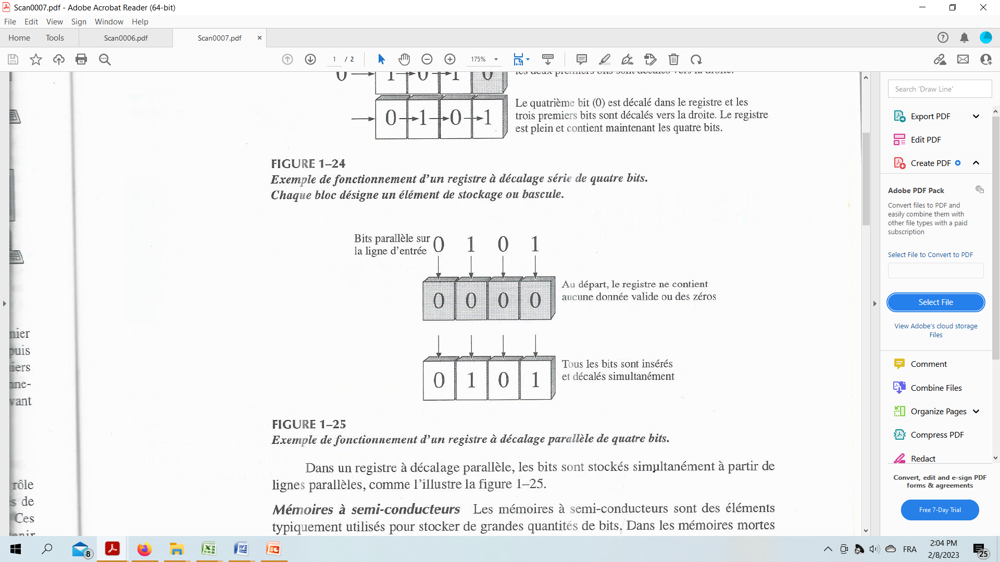 Scan0007.pdf - Adobe Acrobat Reader (64-bit)
File Edit View Sign Window Help
Home Tools Scan0006.pdf Scan0007.pdf ×
1 / 2 175%
0 1 0 1 0 les deux premiers bits sont décalés vers la droite.
0 1 0 1
Le quatrième bit (0) est décalé dans le registre et les
trois premiers bits sont décalés vers la droite. Le registre
est plein et contient maintenant les quatre bits.
FIGURE 1–24
Exemple de fonctionnement d'un registre à décalage série de quatre bits.
Chaque bloc désigne un élément de stockage ou bascule.
Bits parallèle sur
la ligne d'entrée
0 1 0 1
0 0 0 0
Au départ, le registre ne contient
aucune donnée valide ou des zéros
0 1 0 1
Tous les bits sont insérés
et décalés simultanément
FIGURE 1–25
Exemple de fonctionnement d'un registre à décalage parallèle de quatre bits.
Dans un registre à décalage parallèle, les bits sont stockés simultanément à partir de
lignes parallèles, comme l'illustre la figure 1–25.
Mémoires à semi-conducteurs Les mémoires à semi-conducteurs sont des éléments
typiquement utilisés pour stocker de grandes quantités de bits. Dans les mémoires mortes
nier
puis
iers
nne-
vant
rôle
s de
Ces
enir
Search 'Draw Line'
Export PDF
Edit PDF
Create PDF
Adobe PDF Pack
Convert files to PDF and
easily combine them with
other file types with a paid
subscription
Select File to Convert to PDF
Select File
View Adobe's cloud storage
Files
Comment
Combine Files
Organize Pages
Compress PDF
Redact
Convert, edit and e-sign PDF
forms & agreements
Free 7-Day Trial
8
FRA
2:04 PM
2/8/2023
25